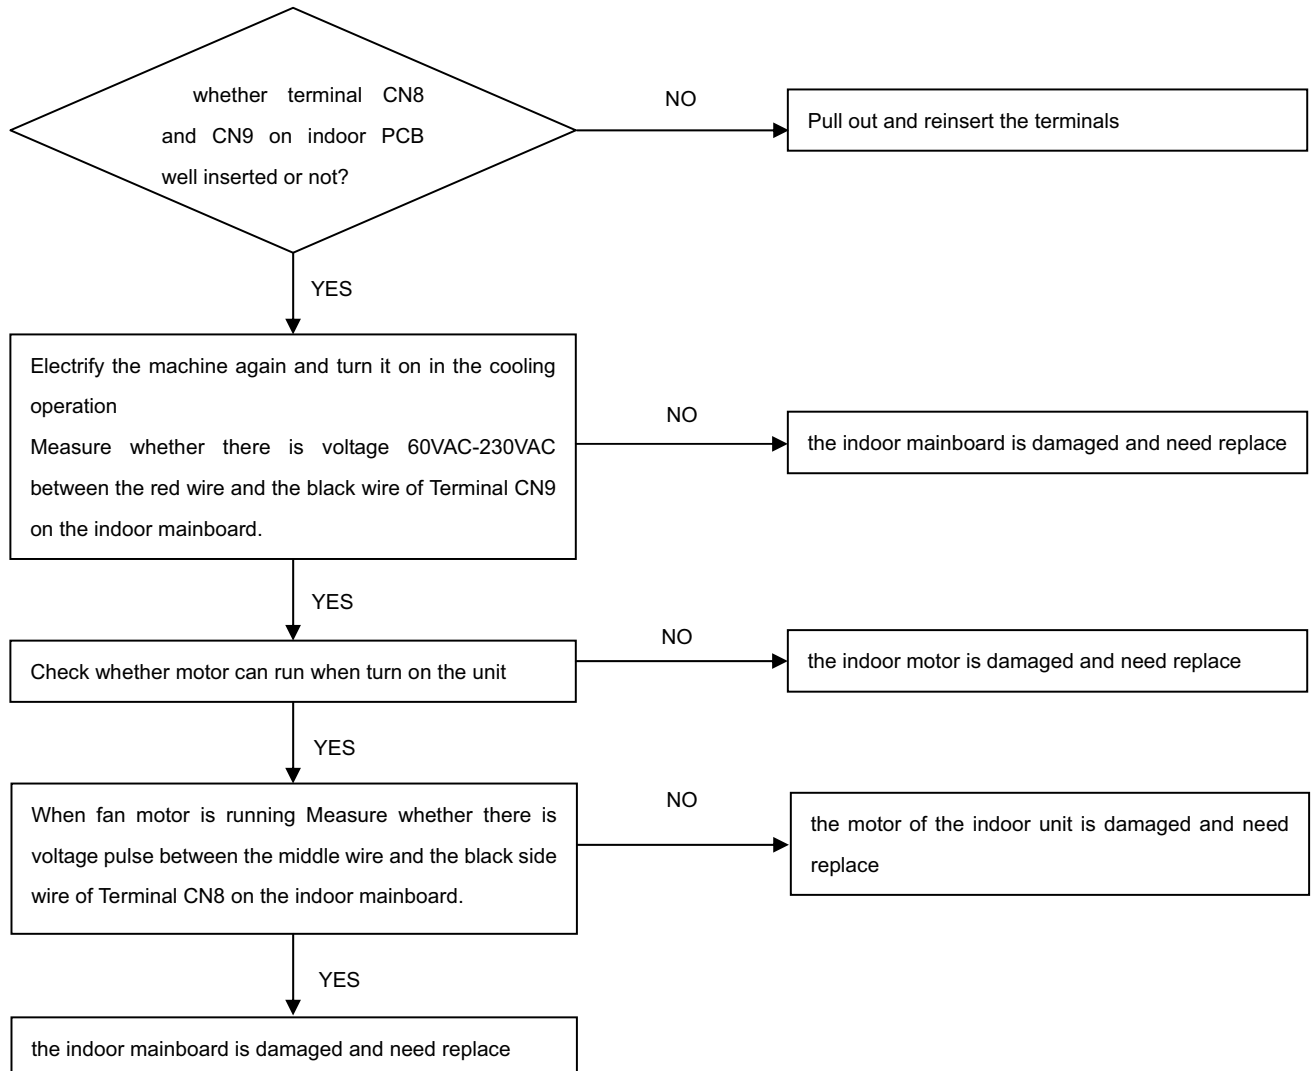 whether terminal CN8
and CN9 on indoor PCB
well inserted or not?
NO
Pull out and reinsert the terminals
YES
Electrify the machine again and turn it on in the cooling
operation
Measure whether there is voltage 60VAC-230VAC
between the red wire and the black wire of Terminal CN9
on the indoor mainboard.
NO
the indoor mainboard is damaged and need replace
YES
Check whether motor can run when turn on the unit
NO
the indoor motor is damaged and need replace
YES
When fan motor is running Measure whether there is
voltage pulse between the middle wire and the black side
wire of Terminal CN8 on the indoor mainboard.
NO
the motor of the indoor unit is damaged and need
replace
YES
the indoor mainboard is damaged and need replace